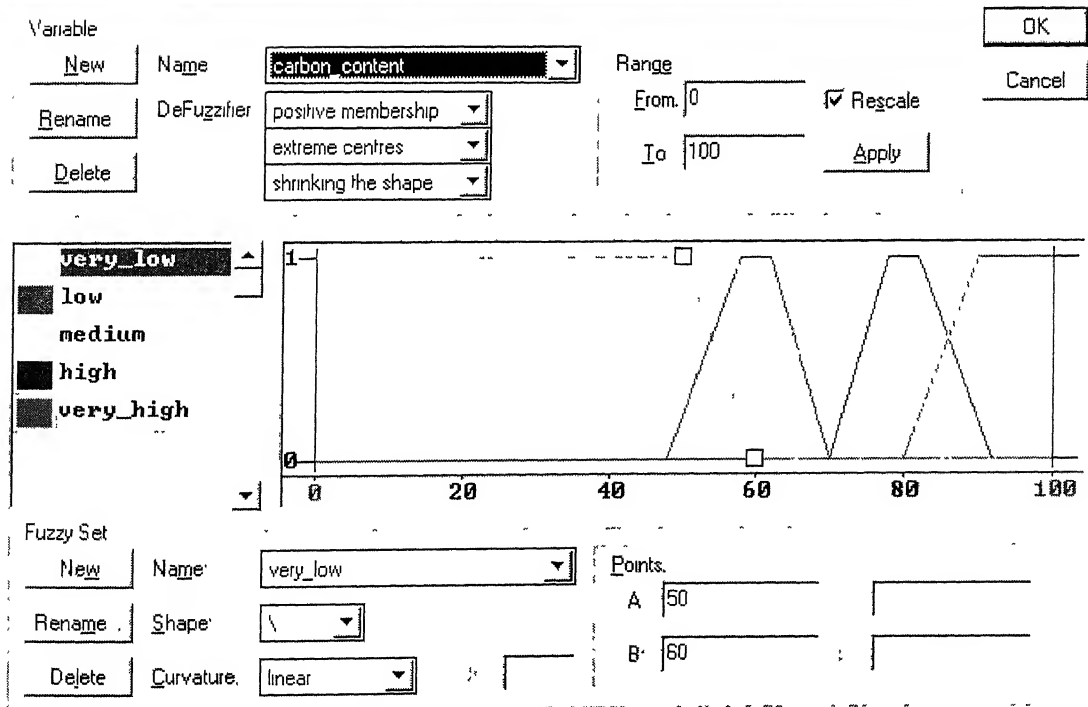 Variable
OK
New Name carbon_content Range
From. 0 Rescale Cancel
Rename DeFuzzifier positive membership
extreme centres To 100 Apply
Delete shrinking the shape
very_low 1
low
medium
high
very_high
0
0 20 40 60 80 100
Fuzzy Set
New Name: very_low Points.
A 50
Rename . Shape: \
B: 60
Delete Curvature. linear